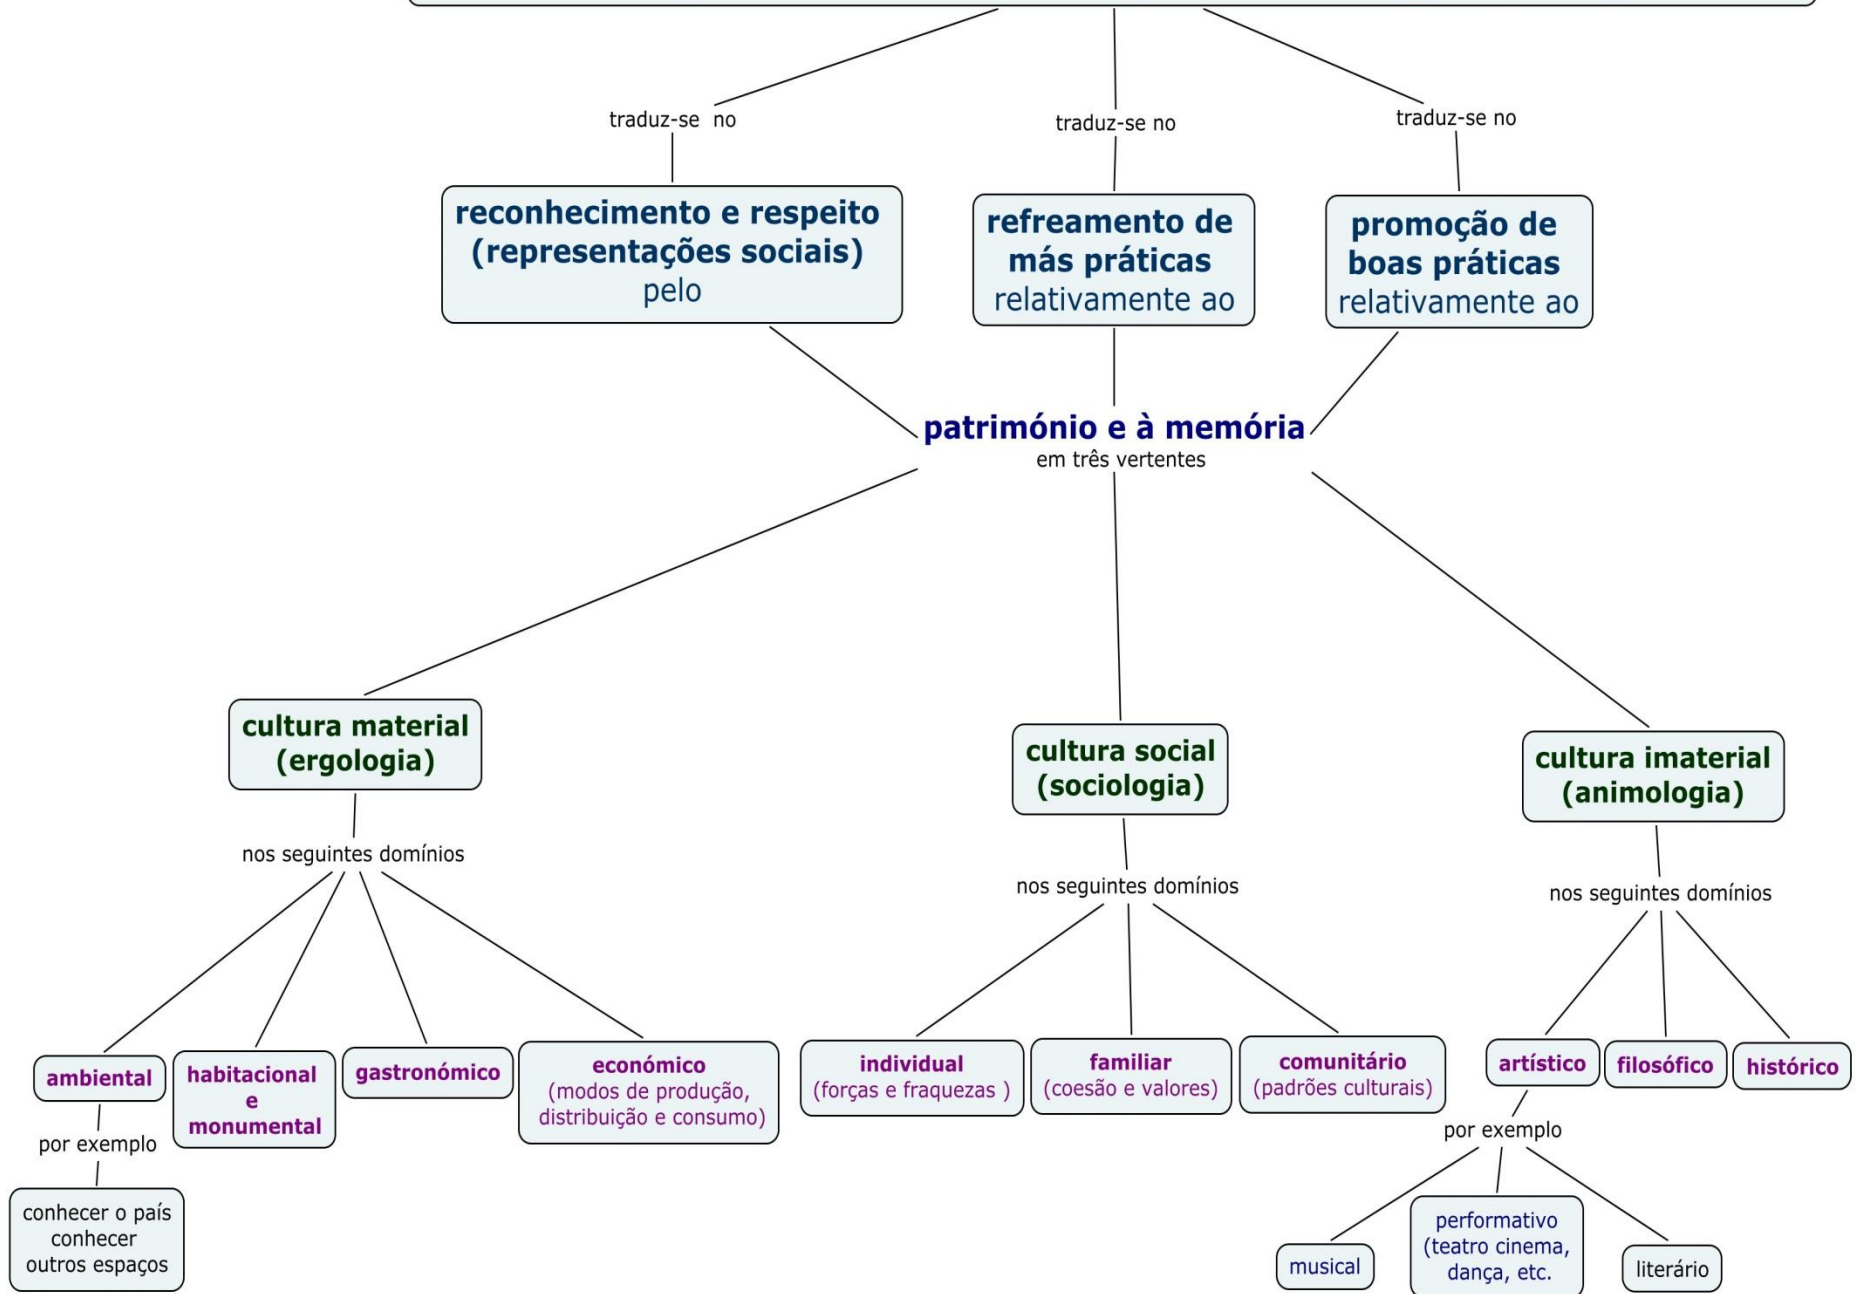 traduz-se  no
traduz-se no
traduz-se no
reconhecimento e respeito
(representações sociais)
pelo
refreamento de
más práticas
relativamente ao
promoção de
boas práticas
relativamente ao
património e à memória
em três vertentes
cultura material
(ergologia)
cultura social
(sociologia)
cultura imaterial
(animologia)
nos seguintes domínios
nos seguintes domínios
nos seguintes domínios
ambiental
habitacional
e
monumental
gastronómico
económico
(modos de produção,
distribuição e consumo)
individual
(forças e fraquezas )
familiar
(coesão e valores)
comunitário
(padrões culturais)
artístico
filosófico
histórico
por exemplo
conhecer o país
conhecer
outros espaços
por exemplo
musical
performativo
(teatro cinema,
dança, etc.
literário